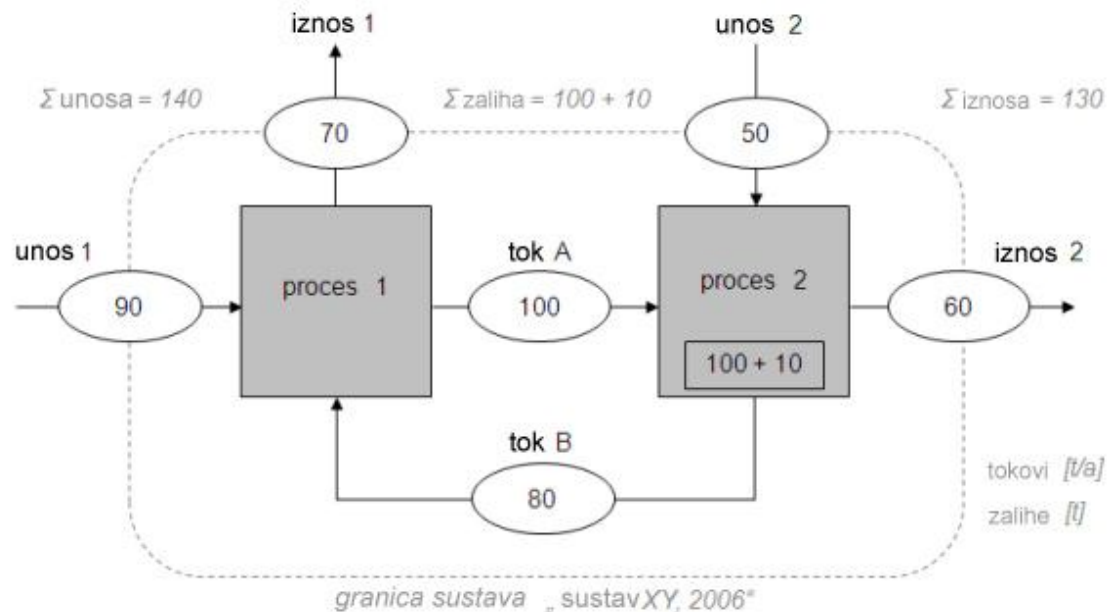 iznos 1
unos 2
Σ unosa = 140
Σ zaliha = 100 + 10
Σ iznosa = 130
70
50
unos 1
tok A
iznos 2
proces 1
proces 2
90
100
60
100 + 10
tok B
80
tokovi [t/a]
zalihe [t]
granica sustava „ sustav XY, 2006“